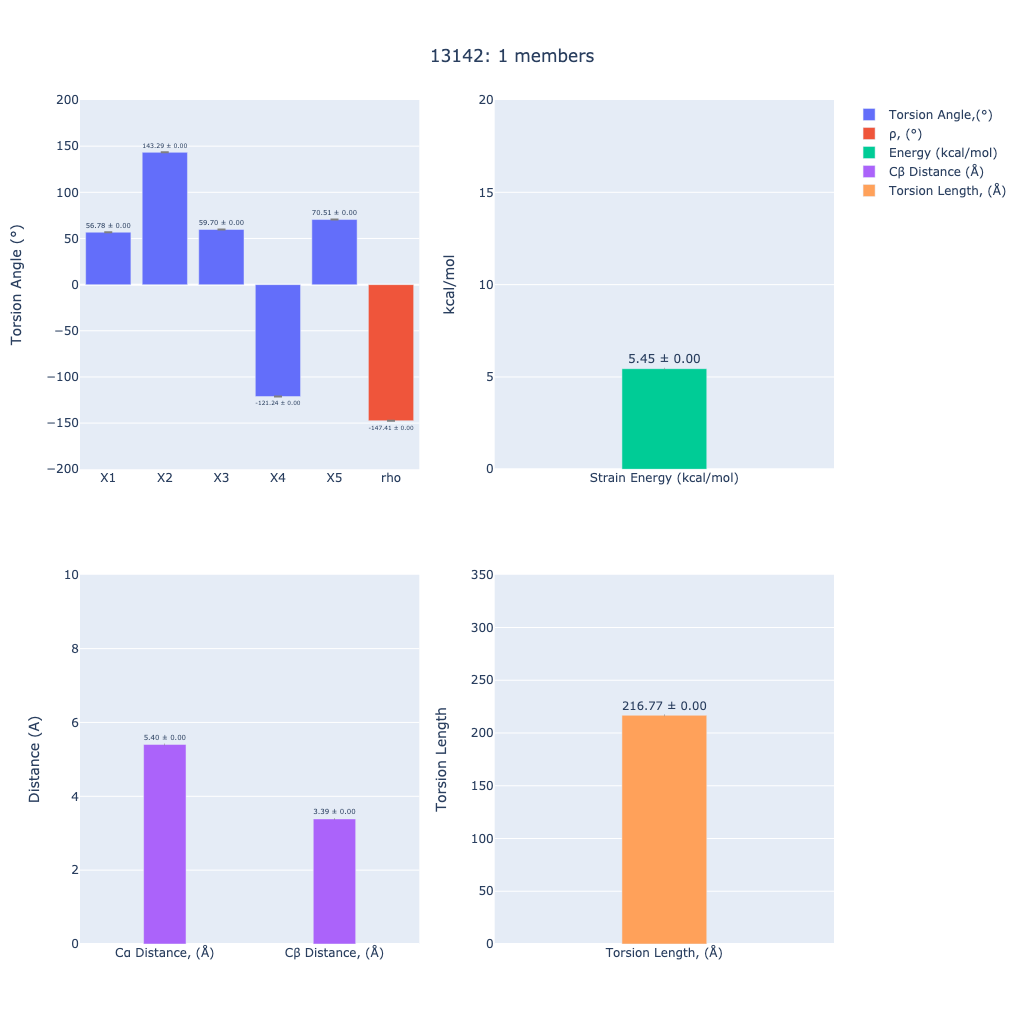 13142: 1 members
Torsion Angle (°)
200
150
100
50
0
−50
−100
−150
−200
56.78 ± 0.00
143.29 ± 0.00
59.70 ± 0.00
-121.24 ± 0.00
70.51 ± 0.00
-147.41 ± 0.00
X1 X2 X3 X4 X5 rho
kcal/mol
20
15
10
5
0
5.45 ± 0.00
Strain Energy (kcal/mol)
Torsion Angle,(°)
ρ, (°)
Energy (kcal/mol)
Cβ Distance (Å)
Torsion Length, (Å)
Distance (A)
10
8
6
4
2
0
5.40 ± 0.00
3.39 ± 0.00
Cα Distance, (Å) Cβ Distance, (Å)
Torsion Length
350
300
250
200
150
100
50
0
216.77 ± 0.00
Torsion Length, (Å)